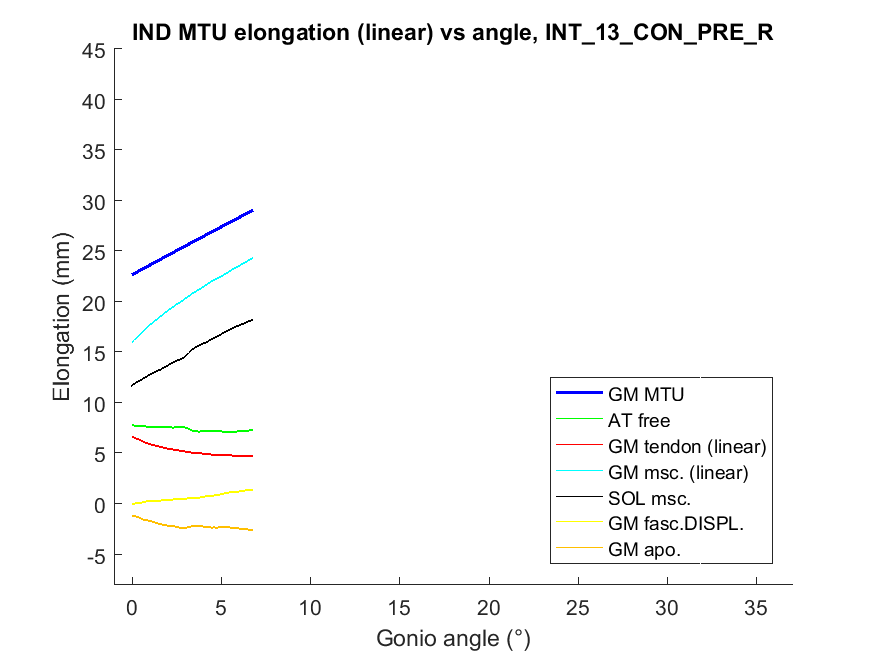 IND MTU elongation (linear) vs angle, INT_13_CON_PRE_R
45
40
35
30
25
20
15
10
5
0
-5
Elongation (mm)
GM MTU
AT free
GM tendon (linear)
GM msc. (linear)
SOL msc.
GM fasc.DISPL.
GM apo.
0 5 10 15 20 25 30 35
Gonio angle (°)